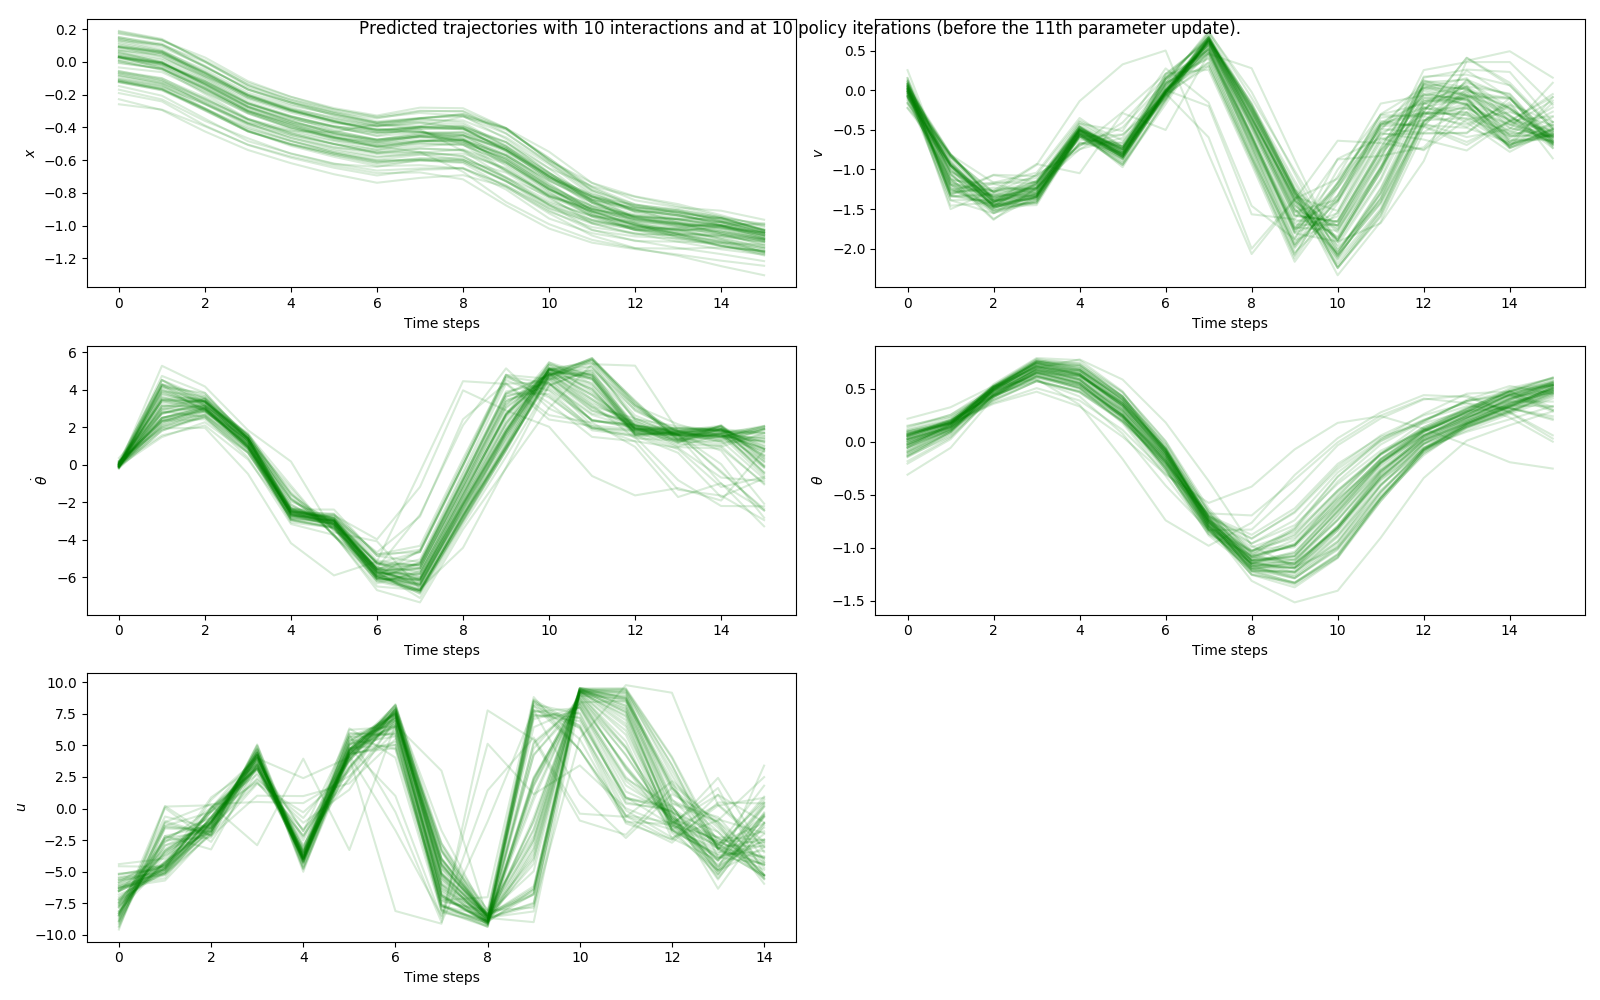 Predicted trajectories with 10 interactions and at 10 policy iterations (before the 11th parameter update).
0.2
0.0
−0.2
−0.4
−0.6
−0.8
−1.0
−1.2
x
0 2 4 6 8 10 12 14
Time steps
0.5
0.0
−0.5
−1.0
−1.5
−2.0
v
0 2 4 6 8 10 12 14
Time steps
6
4
2
0
−2
−4
−6
θ̇
0 2 4 6 8 10 12 14
Time steps
0.5
0.0
−0.5
−1.0
−1.5
θ
0 2 4 6 8 10 12 14
Time steps
10.0
7.5
5.0
2.5
0.0
−2.5
−5.0
−7.5
−10.0
u
0 2 4 6 8 10 12 14
Time steps